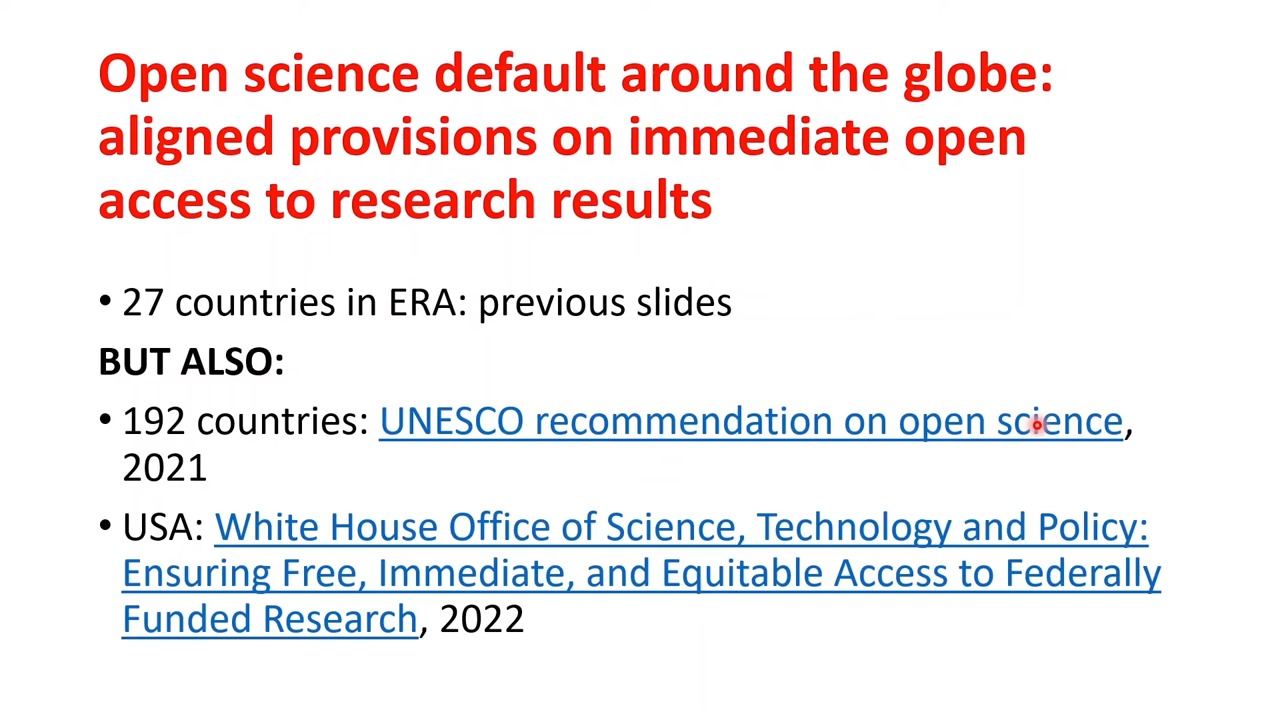 Open science default around the globe:
aligned provisions on immediate open
access to research results
• 27 countries in ERA: previous slides
BUT ALSO:
• 192 countries: UNESCO recommendation on open science,
2021
• USA: White House Office of Science, Technology and Policy:
Ensuring Free, Immediate, and Equitable Access to Federally
Funded Research, 2022